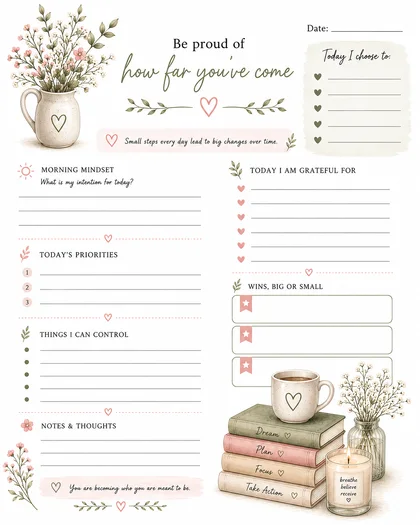 Date:
Be proud of
how far you've come
Today I choose to:
Small steps every day lead to big changes over time.
MORNING MINDSET
What is my intention for today?
TODAY'S PRIORITIES
1
2
3
THINGS I CAN CONTROL
NOTES & THOUGHTS
You are becoming who you are meant to be.
TODAY I AM GRATEFUL FOR
WINS, BIG OR SMALL
Dream
Plan
Focus
Take Action
breathe
believe
receive